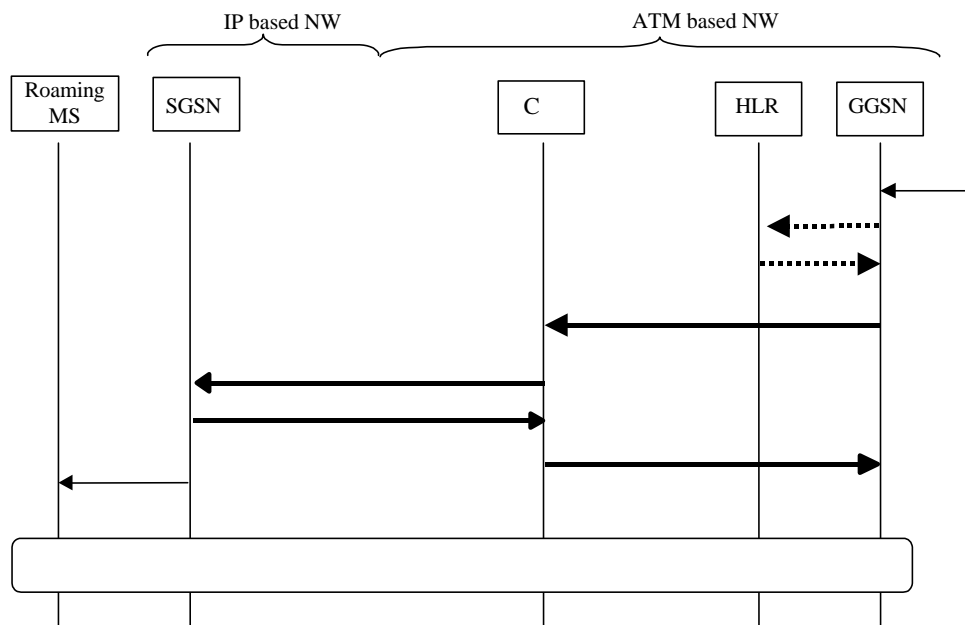 IP based NW
ATM based NW
Roaming
MS
SGSN
C
HLR
GGSN